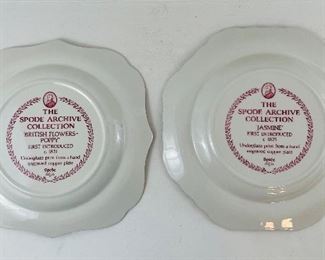 THE
SPODE ARCHIVE
COLLECTION
'BRITISH FLOWERS-
POPPY'
FIRST INTRODUCED
Underglaze print from a hand
engraved copper plate
Spode
THE
SPODE ARCHIVE
COLLECTION
'JASMINE'
FIRST INTRODUCED
Underglaze print from a hand
engraved copper plate
Spode